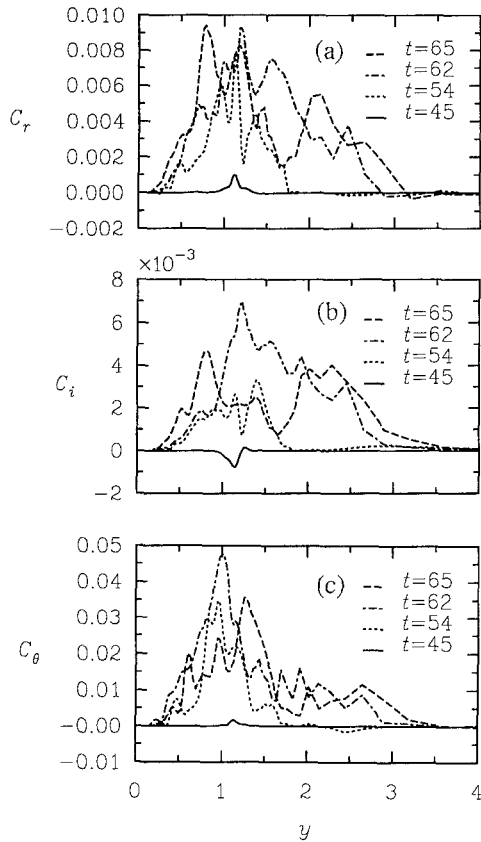 0.010
0.008
0.006
0.004
0.002
0.000
−0.002
C_r
(a)
t=65
t=62
t=54
t=45
×10⁻³
8
6
4
2
0
−2
C_i
(b)
t=65
t=62
t=54
t=45
0.05
0.04
0.03
0.02
0.01
−0.00
−0.01
C_θ
(c)
t=65
t=62
t=54
t=45
0 1 2 3 4
y